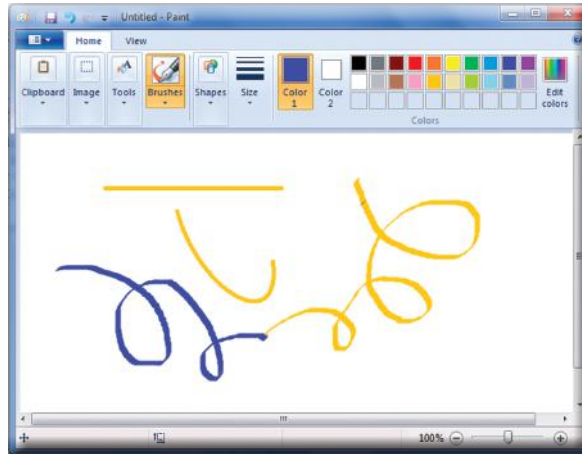 Untitled - Paint
Home View
Clipboard Image Tools Brushes Shapes Size Color 1 Color 2 Edit colors
Colors
100%